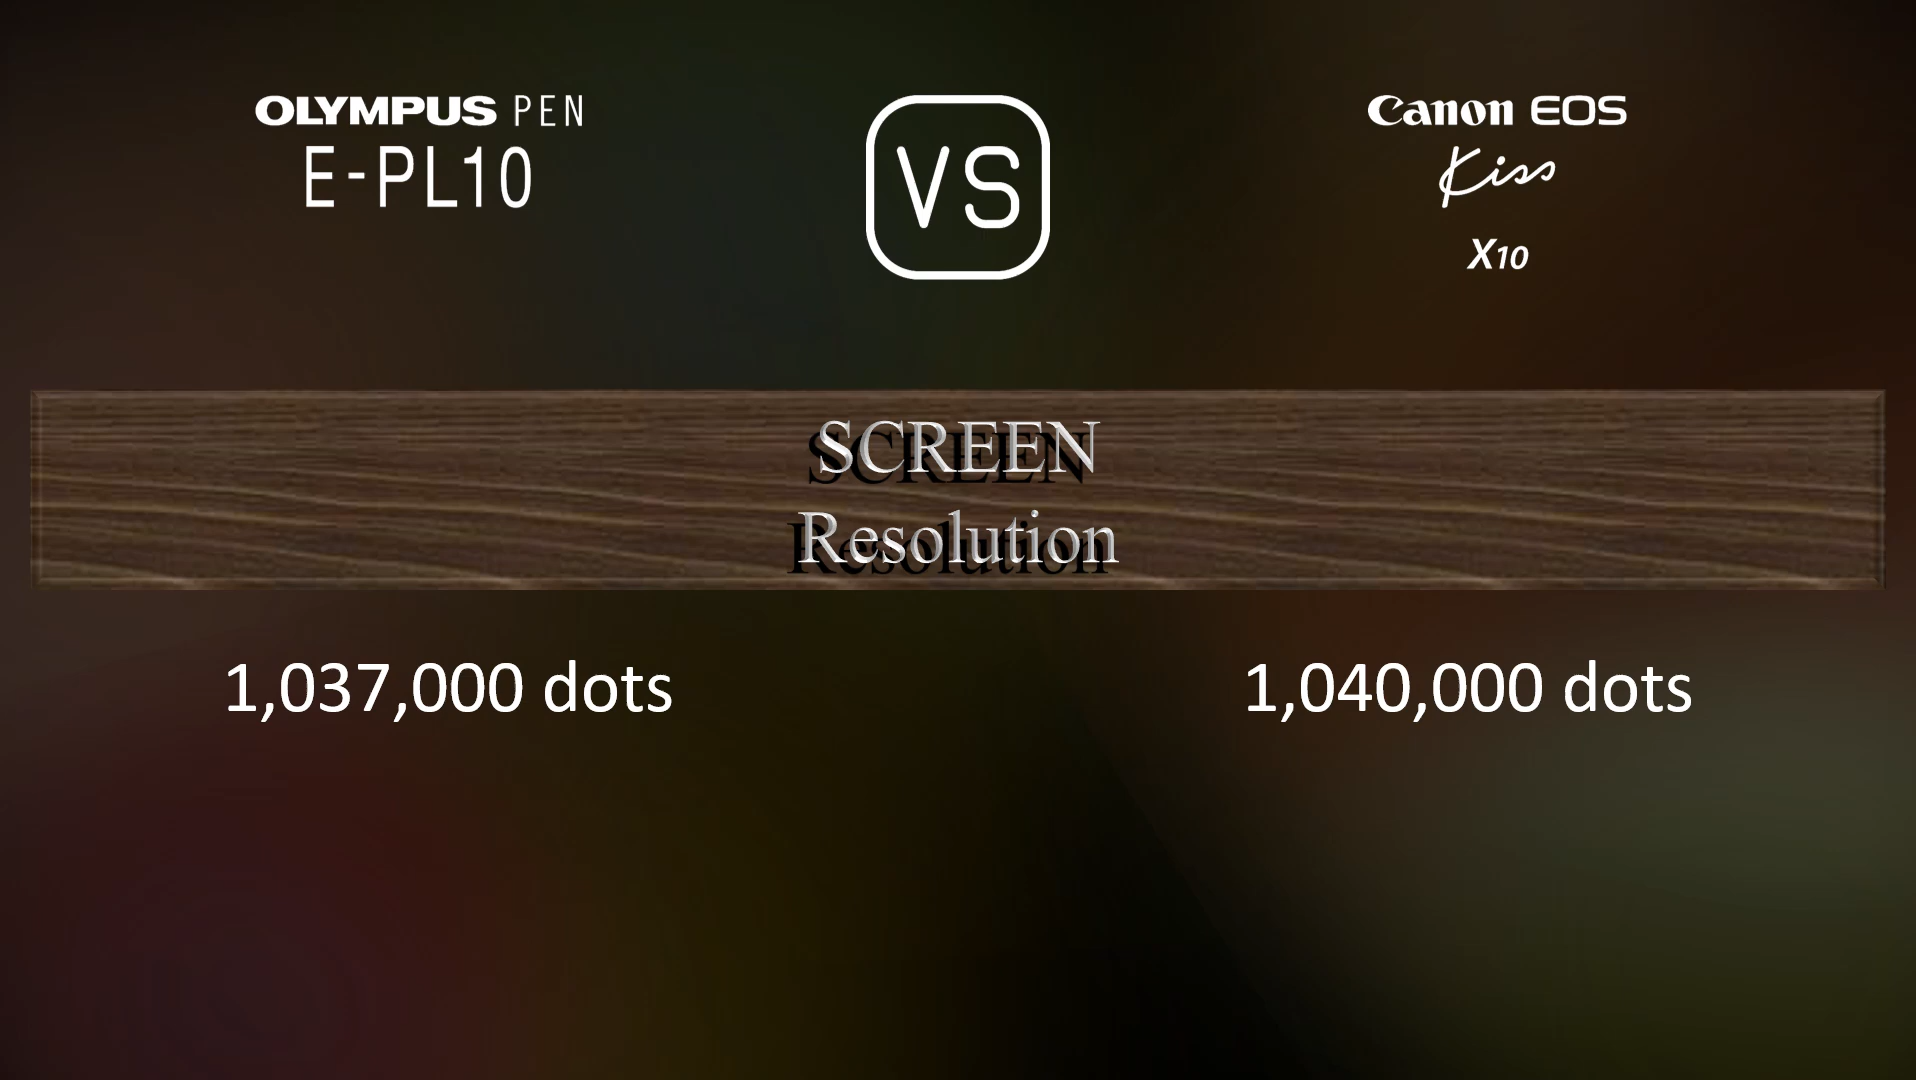 OLYMPUS PEN
E-PL10
VS
Canon EOS
Kiss
X10
SCREEN
Resolution
1,037,000 dots
1,040,000 dots